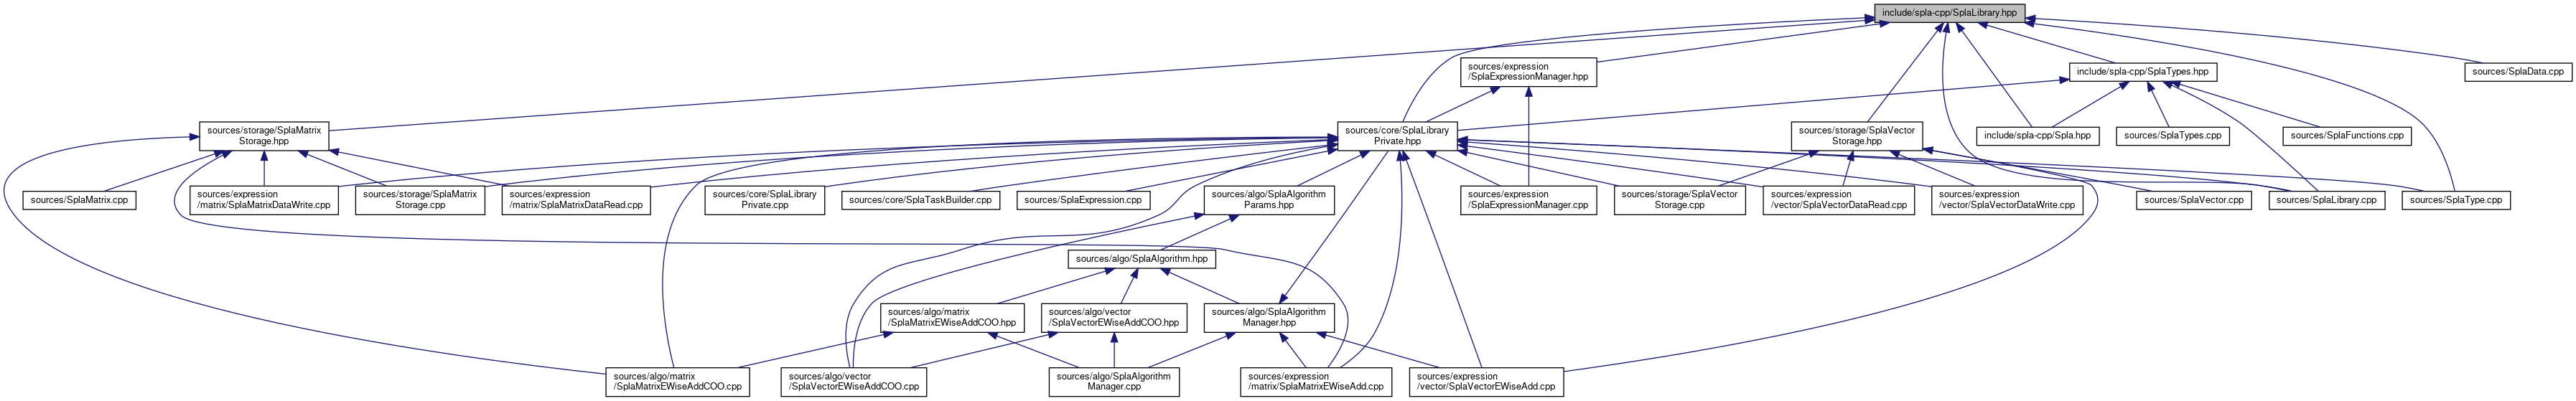 include/spla-cpp/SplaLibrary.hpp
sources/expression
/SplaExpressionManager.hpp
include/spla-cpp/SplaTypes.hpp
sources/SplaData.cpp
sources/storage/SplaMatrix
Storage.hpp
sources/core/SplaLibrary
Private.hpp
sources/storage/SplaVector
Storage.hpp
include/spla-cpp/Spla.hpp
sources/SplaTypes.cpp
sources/SplaFunctions.cpp
sources/SplaMatrix.cpp
sources/expression
/matrix/SplaMatrixDataWrite.cpp
sources/storage/SplaMatrix
Storage.cpp
sources/expression
/matrix/SplaMatrixDataRead.cpp
sources/core/SplaLibrary
Private.cpp
sources/core/SplaTaskBuilder.cpp
sources/SplaExpression.cpp
sources/algo/SplaAlgorithm
Params.hpp
sources/expression
/SplaExpressionManager.cpp
sources/storage/SplaVector
Storage.cpp
sources/expression
/vector/SplaVectorDataRead.cpp
sources/expression
/vector/SplaVectorDataWrite.cpp
sources/SplaVector.cpp
sources/SplaLibrary.cpp
sources/SplaType.cpp
sources/algo/SplaAlgorithm.hpp
sources/algo/matrix
/SplaMatrixEWiseAddCOO.hpp
sources/algo/vector
/SplaVectorEWiseAddCOO.hpp
sources/algo/SplaAlgorithm
Manager.hpp
sources/algo/matrix
/SplaMatrixEWiseAddCOO.cpp
sources/algo/vector
/SplaVectorEWiseAddCOO.cpp
sources/algo/SplaAlgorithm
Manager.cpp
sources/expression
/matrix/SplaMatrixEWiseAdd.cpp
sources/expression
/vector/SplaVectorEWiseAdd.cpp